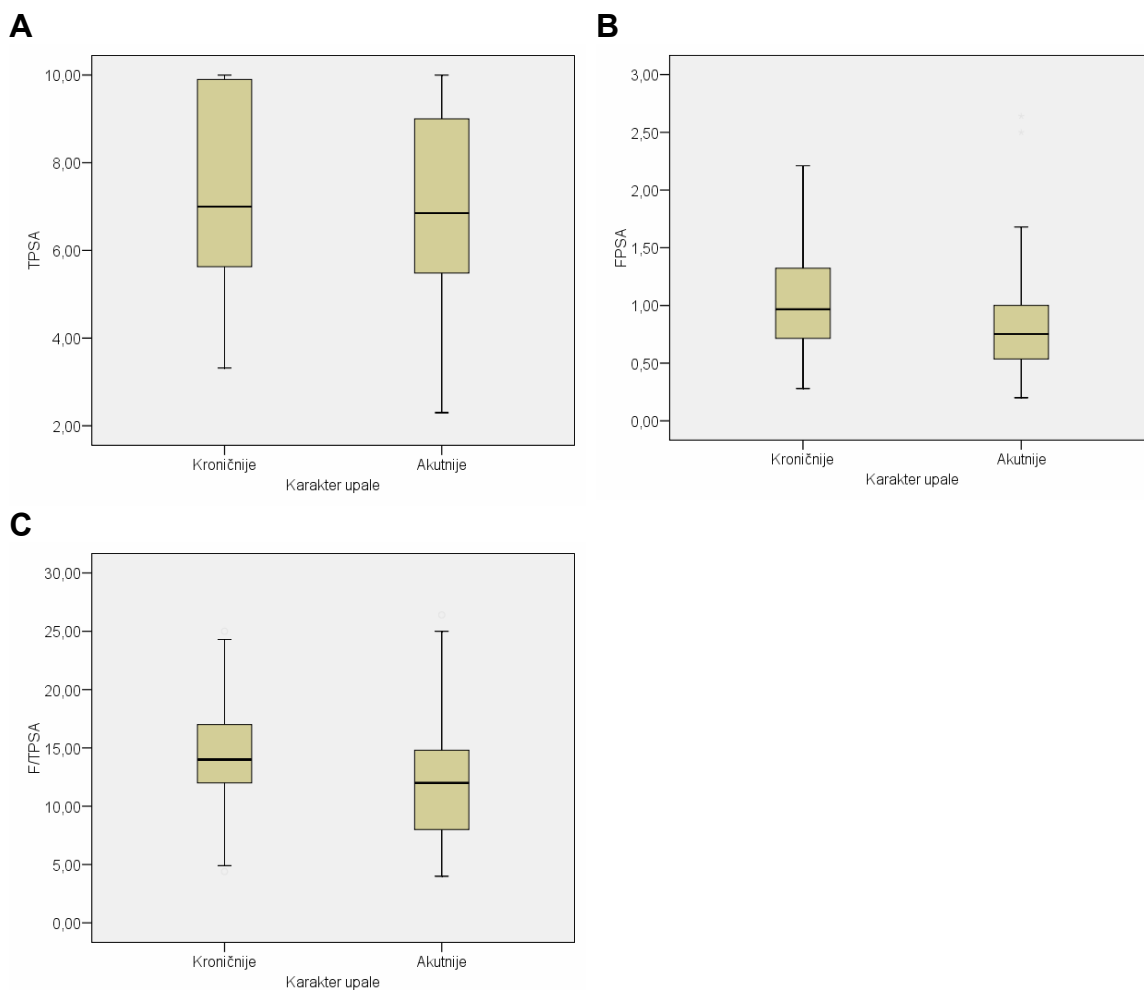 A
10,00
8,00
6,00
4,00
2,00
TPSA
Kroničnije
Akutnije
Karakter upale
B
3,00
2,50
2,00
1,50
1,00
0,50
0,00
FPSA
Kroničnije
Akutnije
Karakter upale
C
30,00
25,00
20,00
15,00
10,00
5,00
0,00
F/TPSA
Kroničnije
Akutnije
Karakter upale